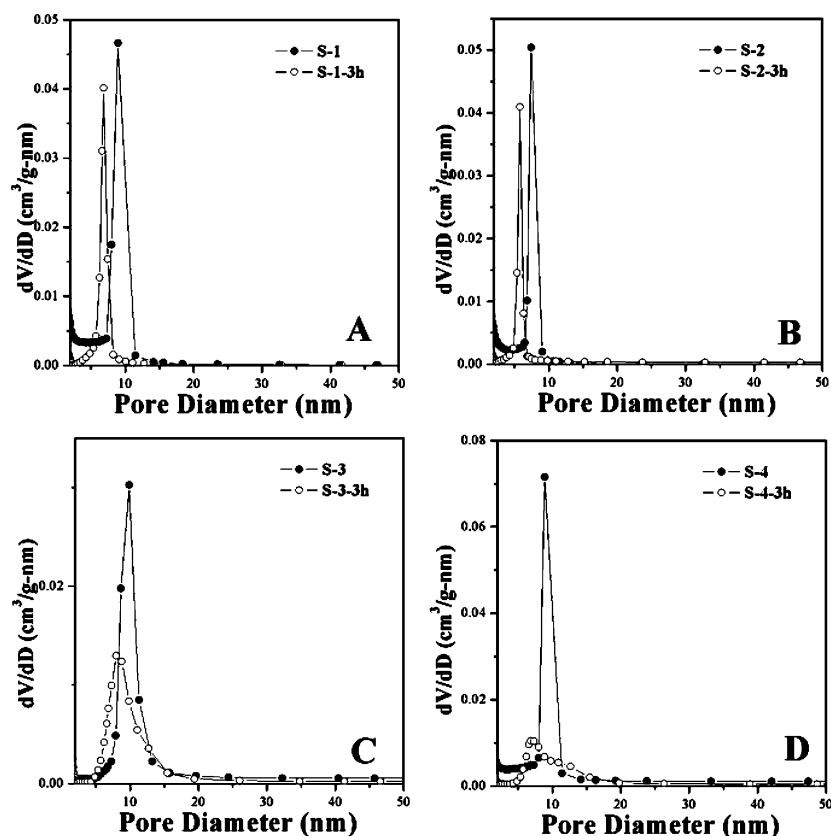 0.05
0.04
0.03
0.02
0.01
0.00
dV/dD (cm³/g-nm)
S-1
S-1-3h
A
10
20
30
40
50
Pore Diameter (nm)
0.05
0.04
0.03
0.02
0.01
0.00
dV/dD (cm³/g-nm)
S-2
S-2-3h
B
10
20
30
40
50
Pore Diameter (nm)
0.02
0.00
dV/dD (cm³/g-nm)
S-3
S-3-3h
C
10
20
30
40
50
Pore Diameter (nm)
0.08
0.06
0.04
0.02
0.00
dV/dD (cm³/g-nm)
S-4
S-4-3h
D
10
20
30
40
50
Pore Diameter (nm)